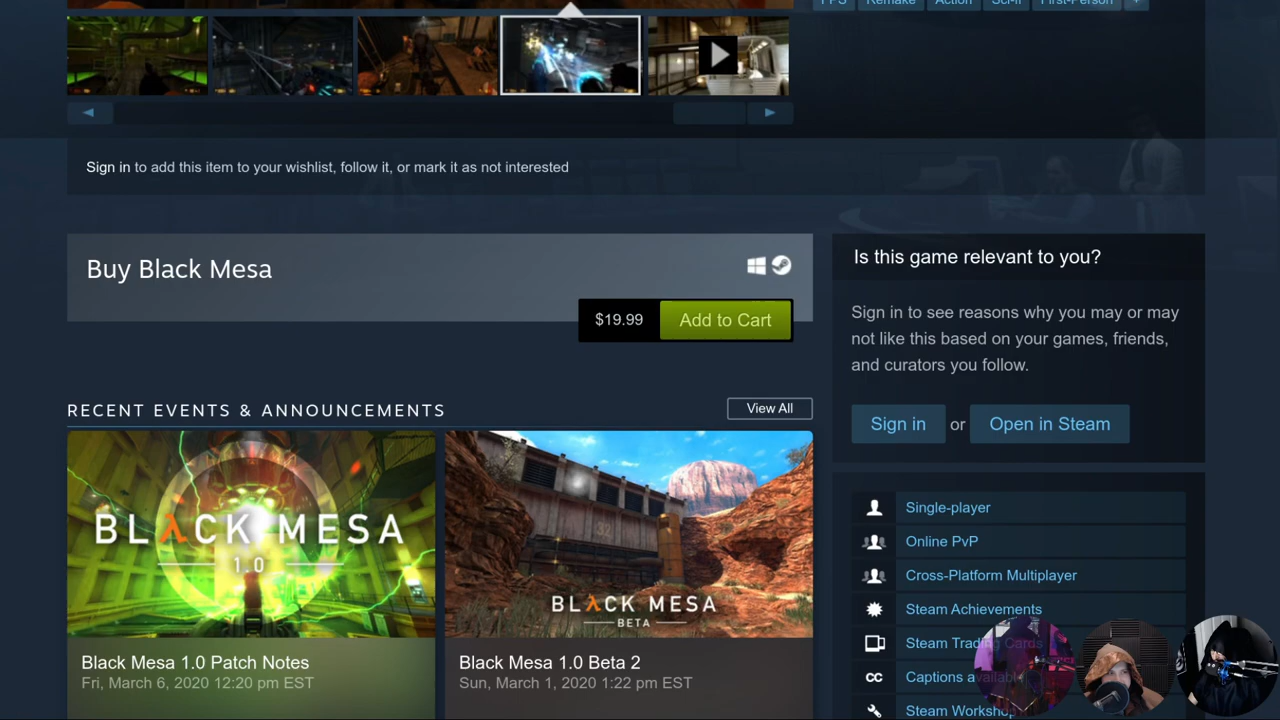 FPS Remake Action Sci-fi First-Person +
Sign in to add this item to your wishlist, follow it, or mark it as not interested
Buy Black Mesa
$19.99 Add to Cart
RECENT EVENTS & ANNOUNCEMENTS
View All
BLλCK MESA
1.0
Black Mesa 1.0 Patch Notes
Fri, March 6, 2020 12:20 pm EST
32
BLλCK MESA
BETA
Black Mesa 1.0 Beta 2
Sun, March 1, 2020 1:22 pm EST
Is this game relevant to you?
Sign in to see reasons why you may or may
not like this based on your games, friends,
and curators you follow.
Sign in or Open in Steam
Single-player
Online PvP
Cross-Platform Multiplayer
Steam Achievements
Steam Trading Cards
CC Captions available
Steam Workshop